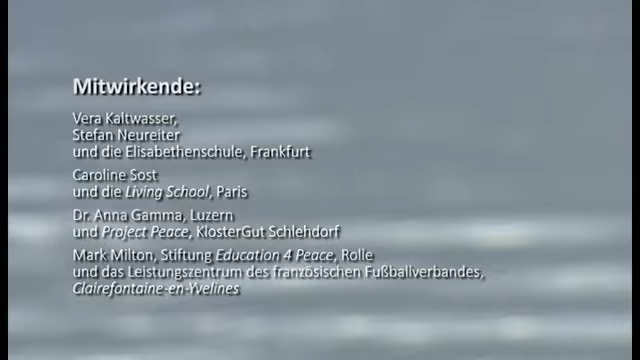 Mitwirkende:
Vera Kaltwasser,
Stefan Neureiter
und die Elisabethenschule, Frankfurt
Caroline Sost
und die Living School, Paris
Dr. Anna Gamma, Luzern
und Project Peace, KlosterGut Schlehdorf
Mark Milton, Stiftung Education 4 Peace, Rolle
und das Leistungszentrum des französischen Fußballverbandes,
Clairefontaine-en-Yvelines